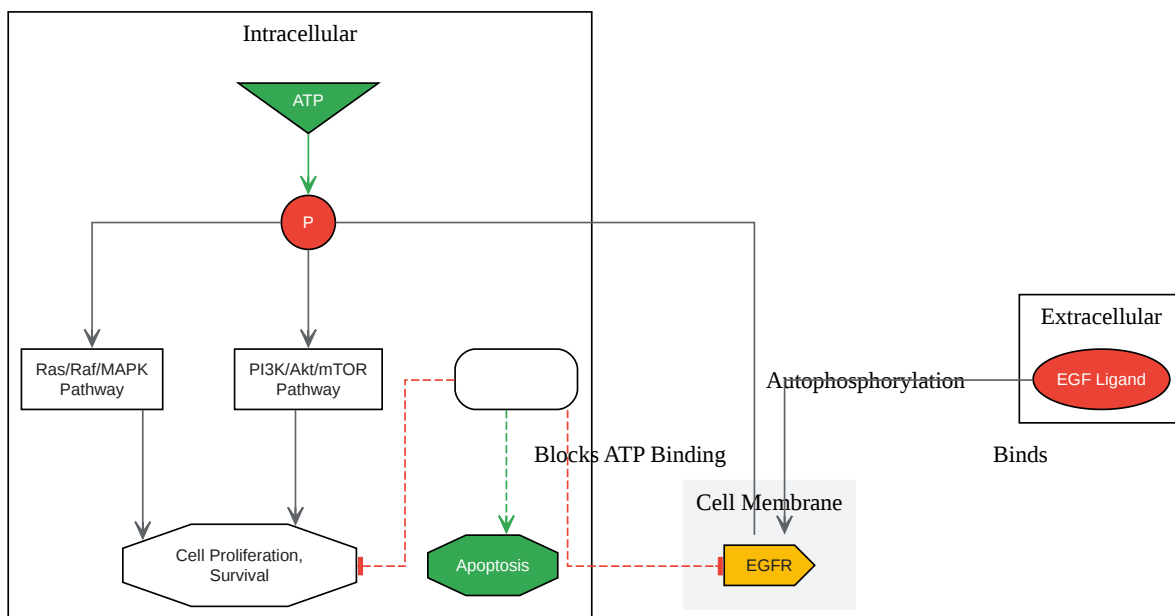 Intracellular
ATP
P
Extracellular
Ras/Raf/MAPK
Pathway
PI3K/Akt/mTOR
Pathway
Autophosphorylation
EGF Ligand
Blocks ATP Binding
Binds
Cell Membrane
Cell Proliferation,
Survival
Apoptosis
EGFR